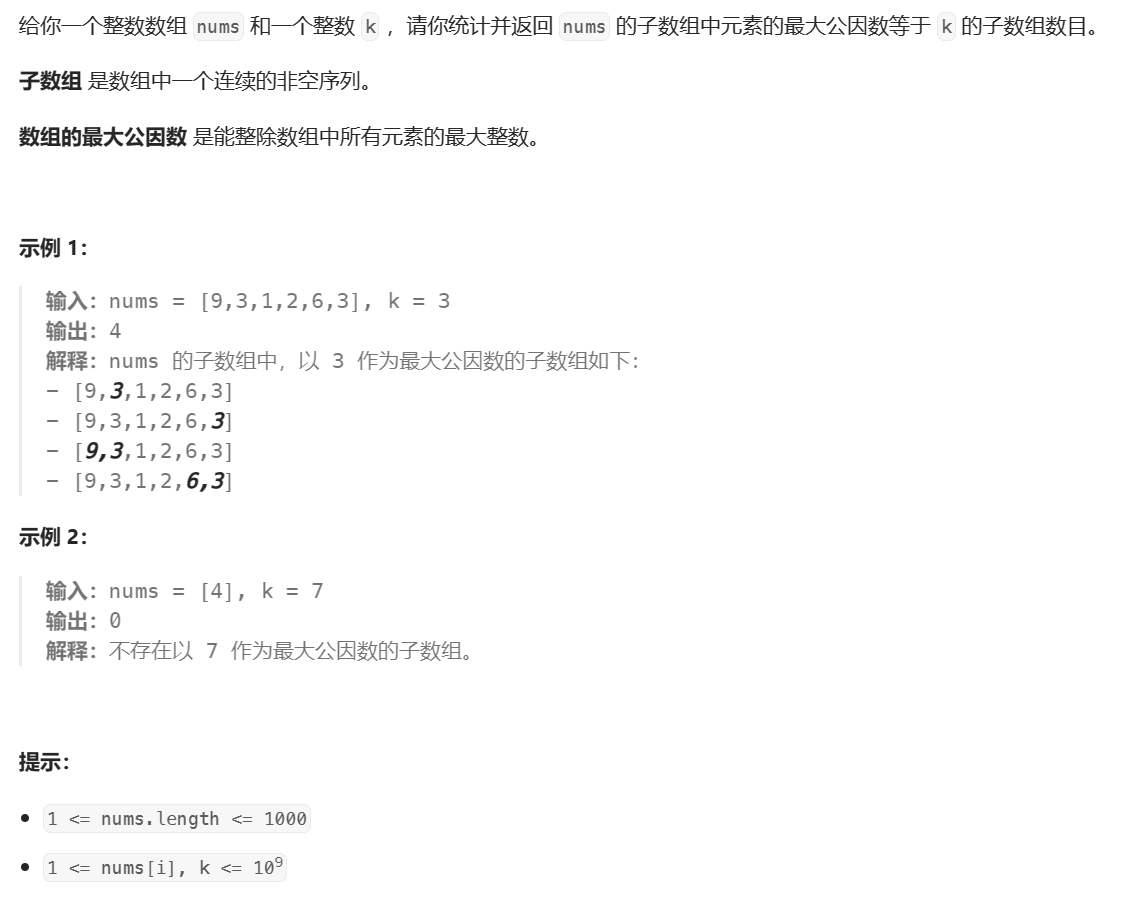 给你一个整数数组 nums 和一个整数 k ，请你统计并返回 nums 的子数组中元素的最大公因数等于 k 的子数组数目。
子数组 是数组中一个连续的非空序列。
数组的最大公因数 是能整除数组中所有元素的最大整数。
示例 1：
输入：nums = [9,3,1,2,6,3], k = 3
输出：4
解释：nums 的子数组中，以 3 作为最大公因数的子数组如下：
- [9,3,1,2,6,3]
- [9,3,1,2,6,3]
- [9,3,1,2,6,3]
- [9,3,1,2,6,3]
示例 2：
输入：nums = [4], k = 7
输出：0
解释：不存在以 7 作为最大公因数的子数组。
提示：
• 1 <= nums.length <= 1000
• 1 <= nums[i], k <= 10⁹